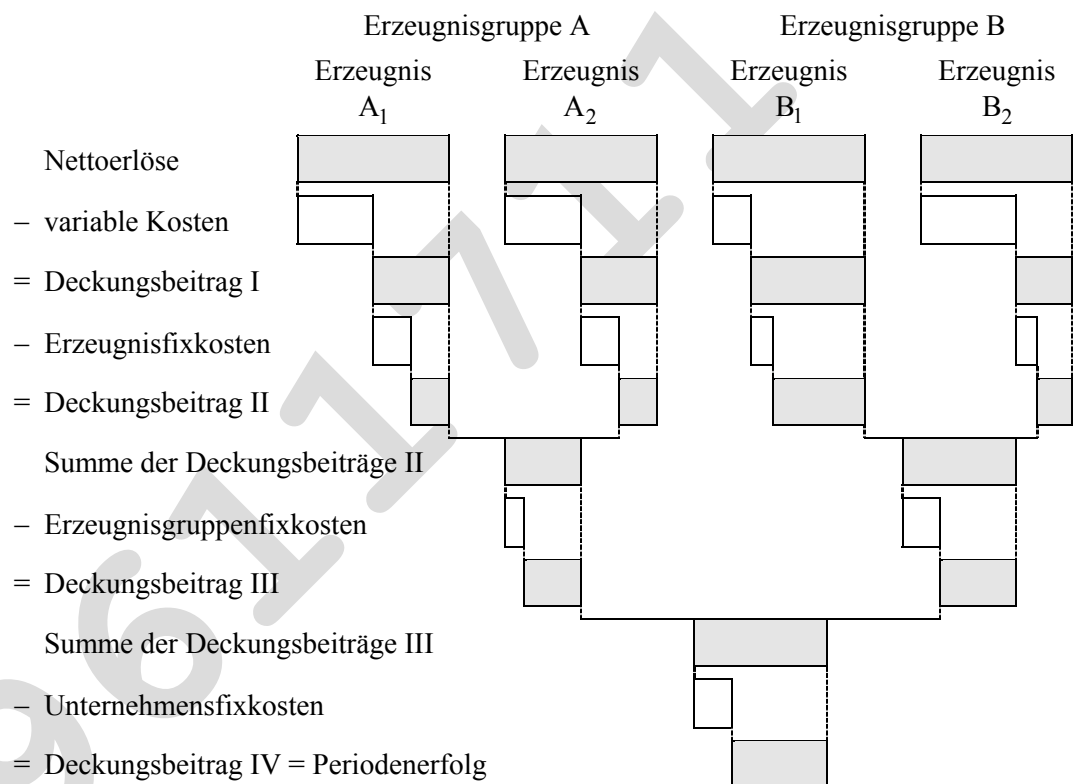 Erzeugnisgruppe A Erzeugnisgruppe B
Erzeugnis Erzeugnis Erzeugnis Erzeugnis
A1 A2 B1 B2
Nettoerlöse
– variable Kosten
= Deckungsbeitrag I
– Erzeugnisfixkosten
= Deckungsbeitrag II
Summe der Deckungsbeiträge II
– Erzeugnisgruppenfixkosten
= Deckungsbeitrag III
Summe der Deckungsbeiträge III
– Unternehmensfixkosten
= Deckungsbeitrag IV = Periodenerfolg